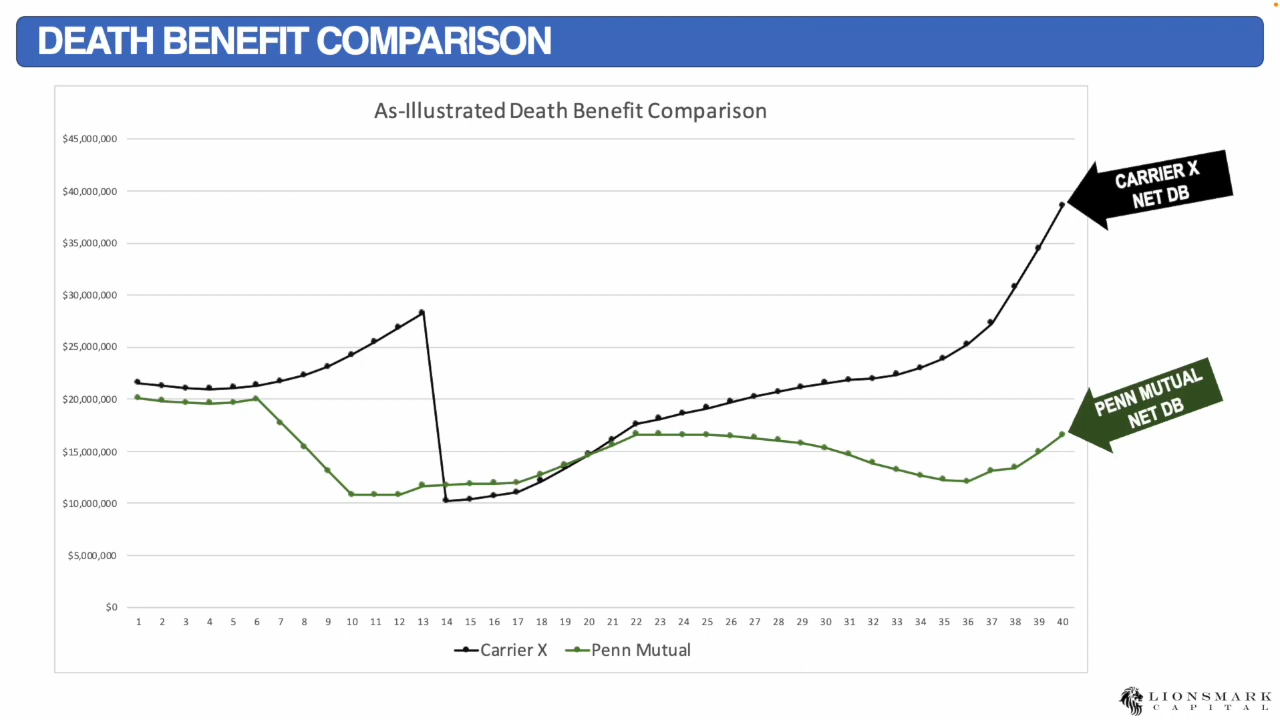 DEATH BENEFIT COMPARISON
As-Illustrated Death Benefit Comparison
$45,000,000
$40,000,000
$35,000,000
$30,000,000
$25,000,000
$20,000,000
$15,000,000
$10,000,000
$5,000,000
$0
1 2 3 4 5 6 7 8 9 10 11 12 13 14 15 16 17 18 19 20 21 22 23 24 25 26 27 28 29 30 31 32 33 34 35 36 37 38 39 40
Carrier X Penn Mutual
CARRIER X
NET DB
PENN MUTUAL
NET DB
LIONSMARK
CAPITAL